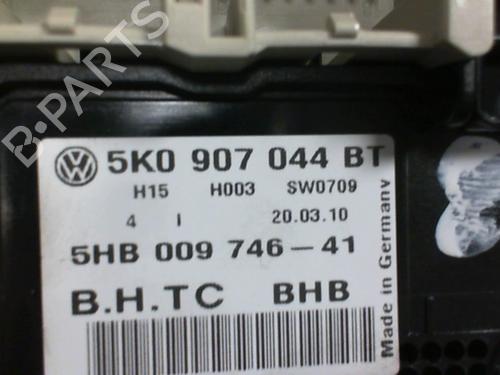 B-PARTS
5K0 907 044 BT
H15 H003 SW0709
4 I 20.03.10
5HB 009 746-41
B.H.TC BHB
Made in Germany